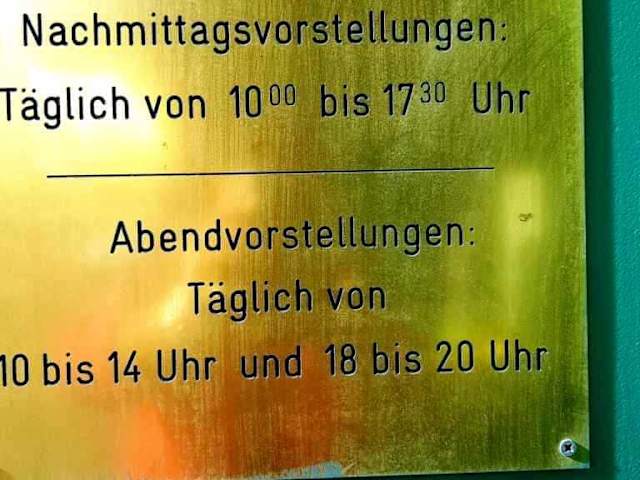 Nachmittagsvorstellungen:
Täglich von 10⁰⁰ bis 17³⁰ Uhr
Abendvorstellungen:
Täglich von
10 bis 14 Uhr und 18 bis 20 Uhr